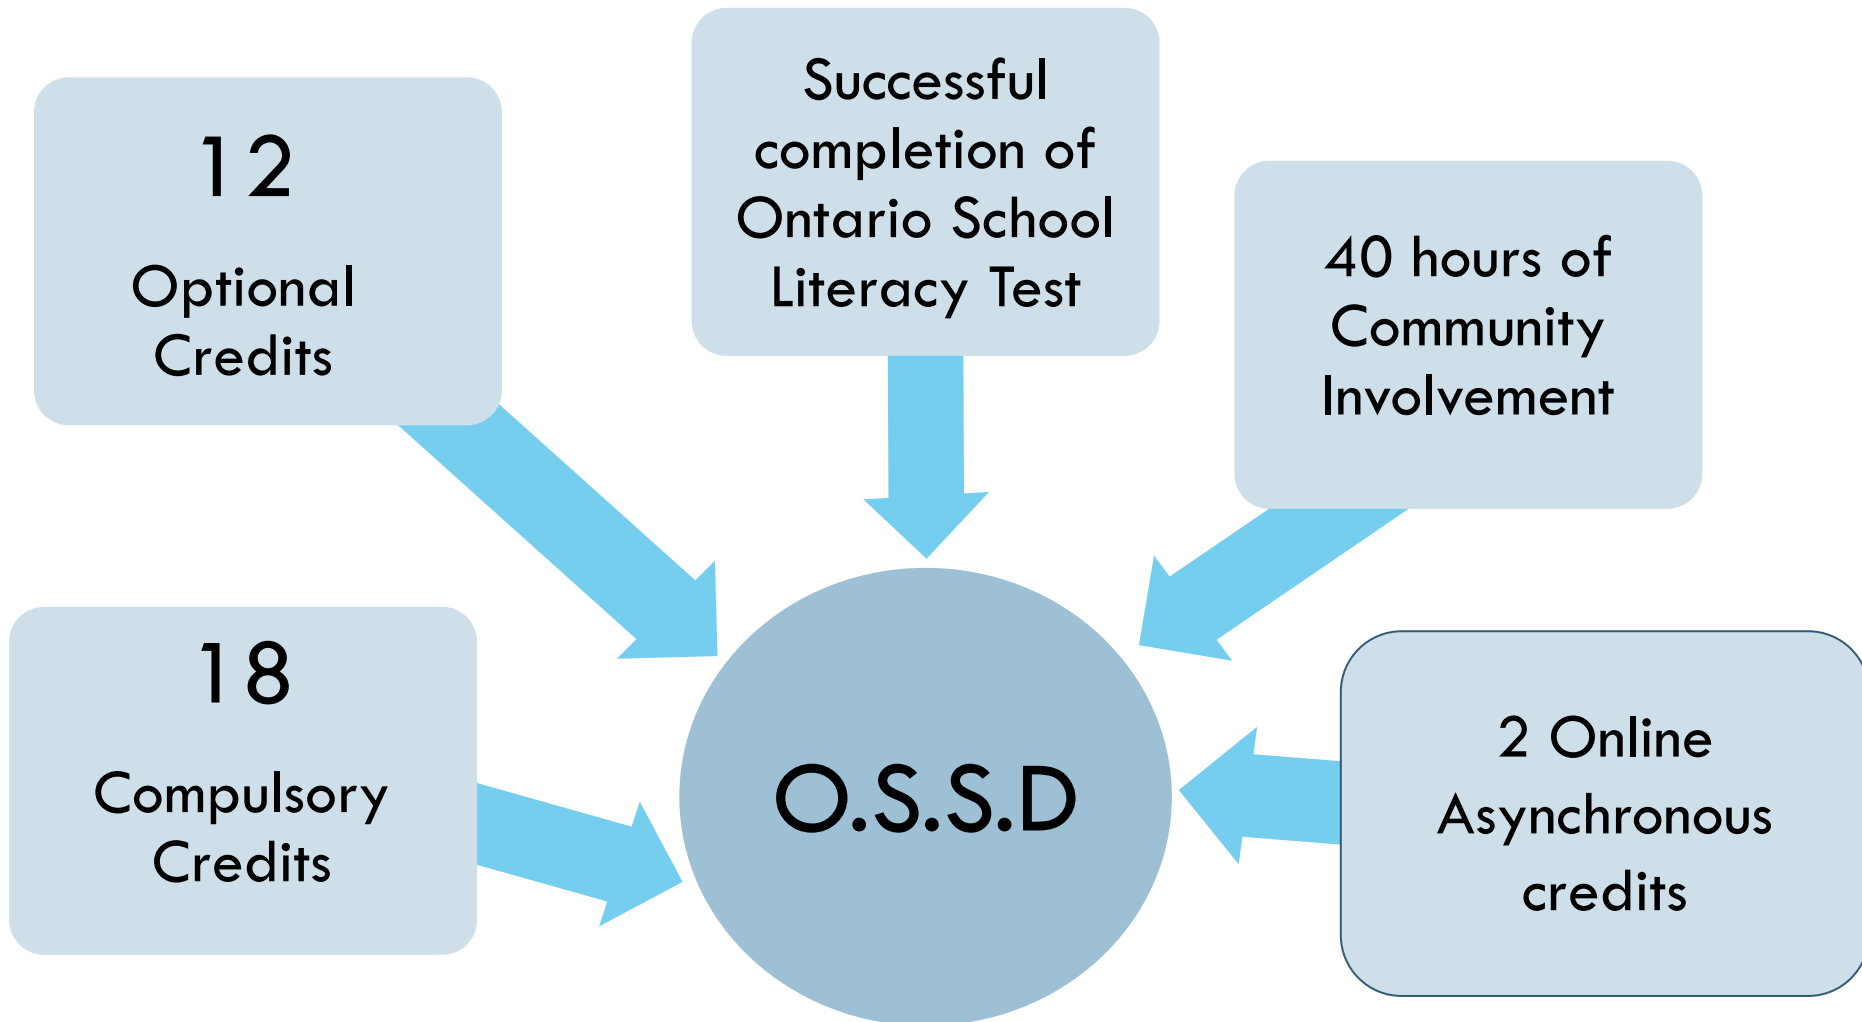 12
Optional
Credits
Successful
completion of
Ontario School
Literacy Test
40 hours of
Community
Involvement
18
Compulsory
Credits
O.S.S.D
2 Online
Asynchronous
credits